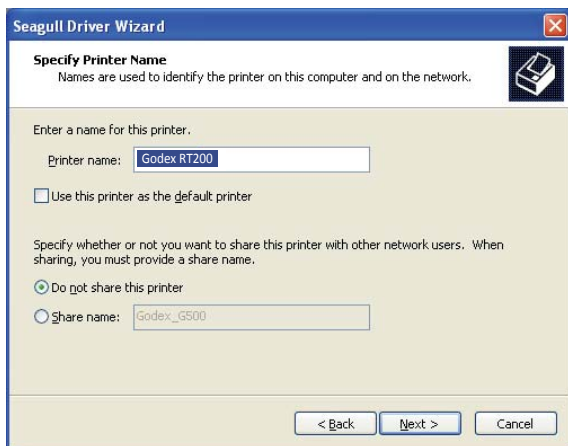 Seagull Driver Wizard
Specify Printer Name
Names are used to identify the printer on this computer and on the network.
Enter a name for this printer.
Printer name: Godex RT200
Use this printer as the default printer
Specify whether or not you want to share this printer with other network users. When
sharing, you must provide a share name.
Do not share this printer
Share name: Godex_G500
< Back Next > Cancel